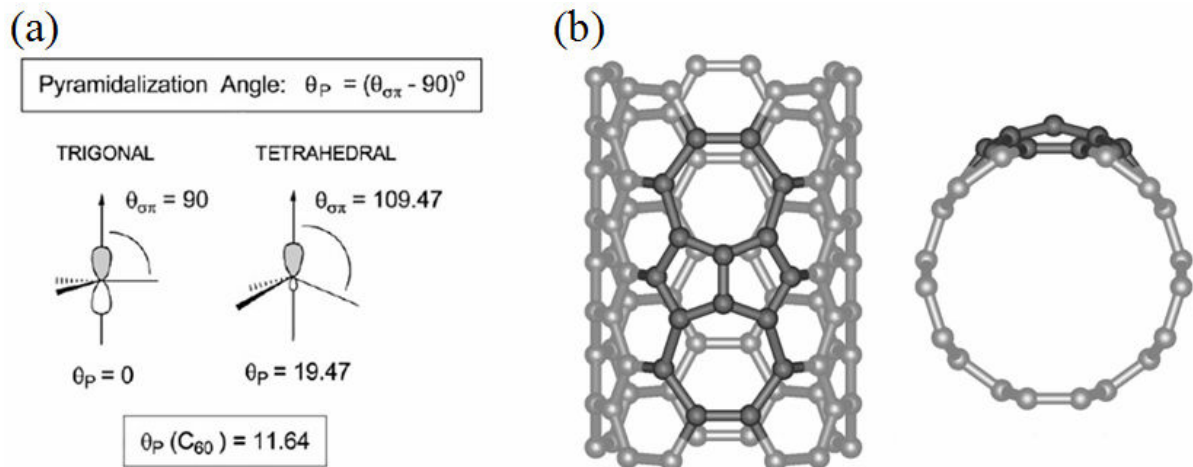 (a)
Pyramidalization Angle: θP = (θσπ - 90)°
TRIGONAL
TETRAHEDRAL
θσπ = 90
θσπ = 109.47
θP = 0
θP = 19.47
θP (C60) = 11.64
(b)